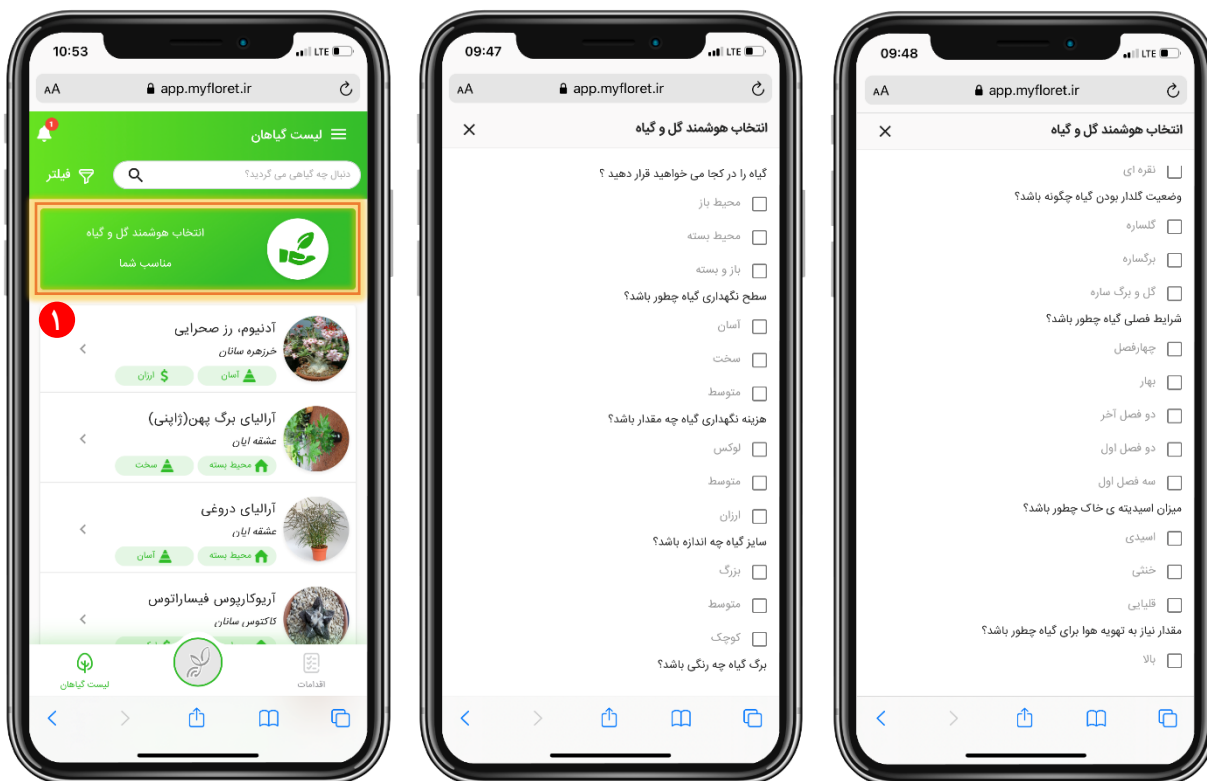 10:53
LTE
AA
app.myfloret.ir
1
لیست گیاهان
دنبال چه گیاهی می گردید؟
فیلتر
انتخاب هوشمند گل و گیاه
مناسب شما
۱
آدنیوم، رز صحرایی
خرزهره سانان
آسان
ارزان
آرالیای برگ پهن(ژاپنی)
عشقه ایان
محیط بسته
سخت
آرالیای دروغی
عشقه ایان
محیط بسته
آسان
آریوکارپوس فیساراتوس
کاکتوس سانان
اقدامات
لیست گیاهان
09:47
LTE
AA
app.myfloret.ir
انتخاب هوشمند گل و گیاه
گیاه را در کجا می خواهید قرار دهید ؟
محیط باز
محیط بسته
باز و بسته
سطح نگهداری گیاه چطور باشد؟
آسان
سخت
متوسط
هزینه نگهداری گیاه چه مقدار باشد؟
لوکس
متوسط
ارزان
سایز گیاه چه اندازه باشد؟
بزرگ
متوسط
کوچک
برگ گیاه چه رنگی باشد؟
09:48
LTE
AA
app.myfloret.ir
انتخاب هوشمند گل و گیاه
نقره ای
وضعیت گلدار بودن گیاه چگونه باشد؟
گلساره
برگساره
گل و برگ ساره
شرایط فصلی گیاه چطور باشد؟
چهارفصل
بهار
دو فصل آخر
دو فصل اول
سه فصل اول
میزان اسیدیته ی خاک چطور باشد؟
اسیدی
خنثی
قلیایی
مقدار نیاز به تهویه هوا برای گیاه چطور باشد؟
بالا